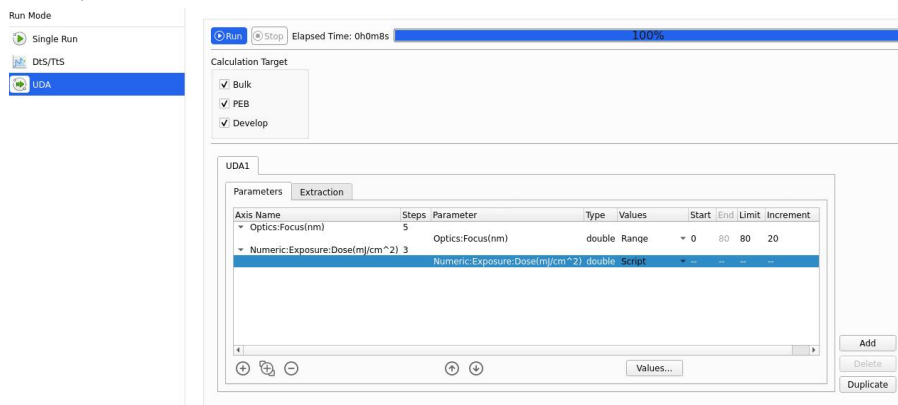 Run Mode
Single Run
DtS/TtS
UDA
Run Stop Elapsed Time: 0h0m8s 100%
Calculation Target
Bulk
PEB
Develop
UDA1
Parameters Extraction
Axis Name Steps Parameter Type Values Start End Limit Increment
Optics:Focus(nm) 5
Optics:Focus(nm) double Range 0 80 80 20
Numeric:Exposure:Dose(mJ/cm^2) 3
Numeric:Exposure:Dose(mJ/cm^2) double Script -- -- -- --
Values...
Add
Delete
Duplicate